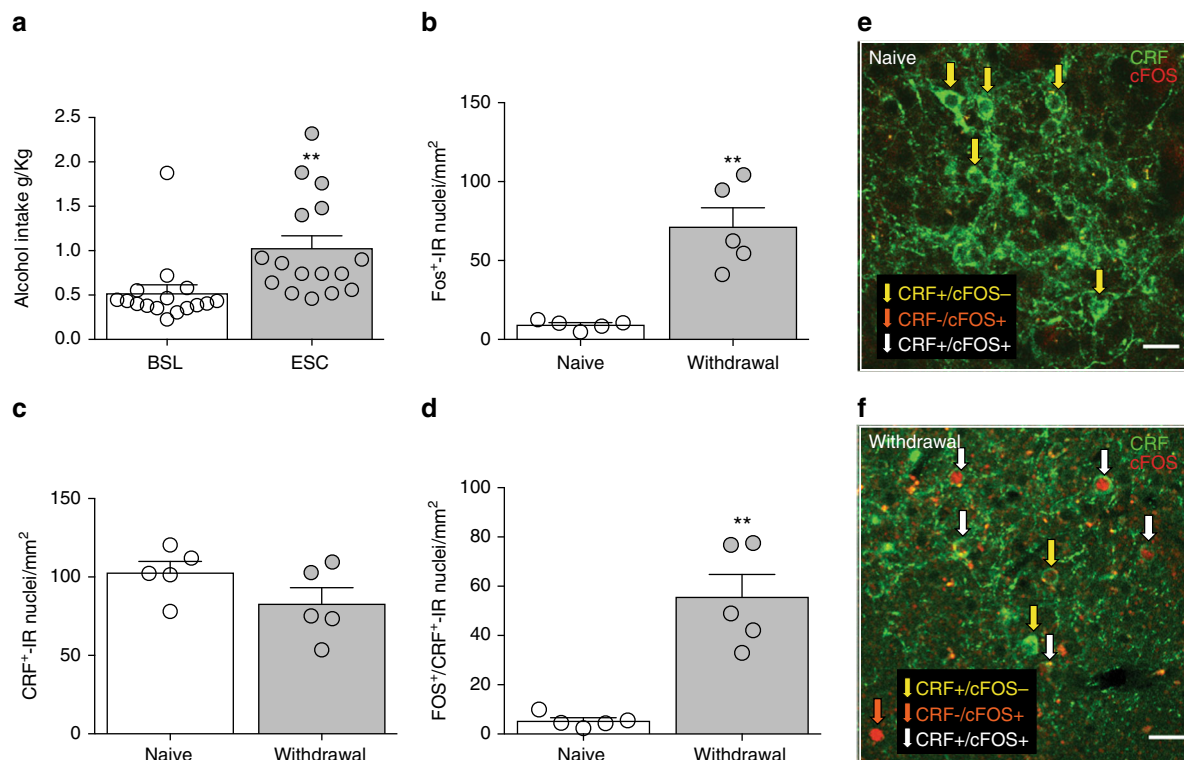 a
Alcohol intake g/Kg
2.5
2.0
1.5
1.0
0.5
0.0
**
BSL
ESC
b
Fos⁺-IR nuclei/mm²
150
100
50
0
**
Naive
Withdrawal
c
CRF⁺-IR nuclei/mm²
150
100
50
0
Naive
Withdrawal
d
FOS⁺/CRF⁺-IR nuclei/mm²
100
80
60
40
20
0
**
Naive
Withdrawal
e
Naive
CRF
cFOS
CRF+/cFOS–
CRF-/cFOS+
CRF+/cFOS+
f
Withdrawal
CRF
cFOS
CRF+/cFOS–
CRF-/cFOS+
CRF+/cFOS+